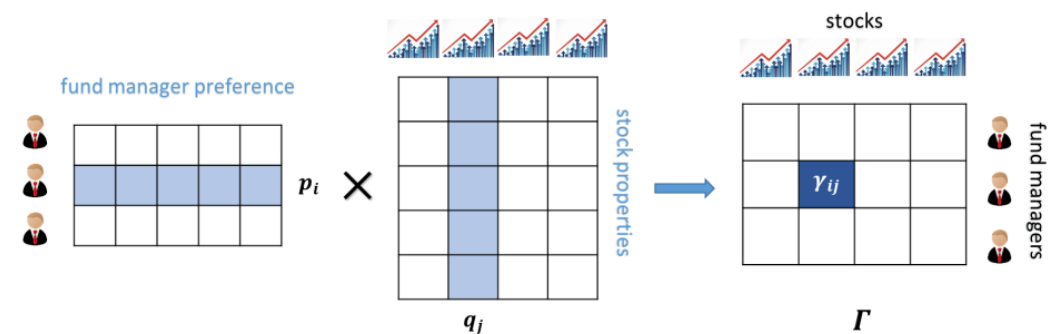 fund manager preference
p_i
×
q_j
stock properties
stocks
γ_ij
fund managers
Γ